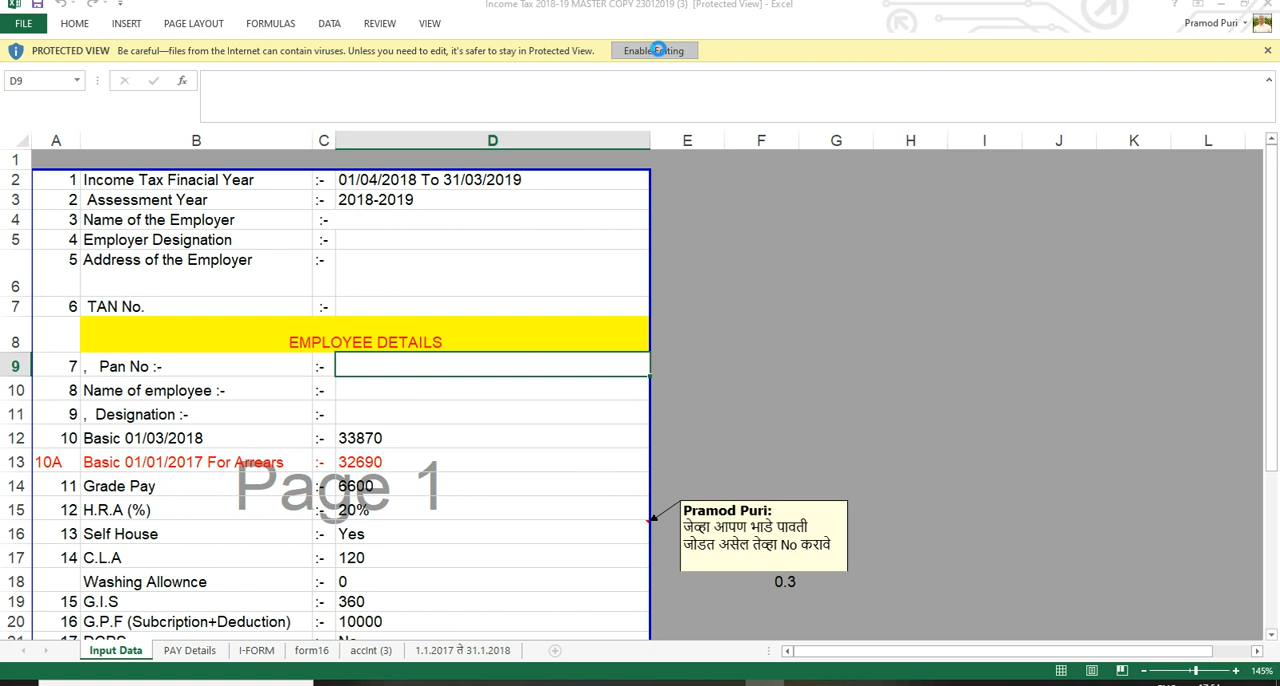 Income Tax 2018-19 MASTER COPY 23012019 (3) [Protected View] - Excel
FILE HOME INSERT PAGE LAYOUT FORMULAS DATA REVIEW VIEW Pramod Puri
PROTECTED VIEW Be careful—files from the Internet can contain viruses. Unless you need to edit, it's safer to stay in Protected View. Enable Editing
D9 fx
A B C D E F G H I J K L
1
2 1 Income Tax Finacial Year :- 01/04/2018 To 31/03/2019
3 2 Assessment Year :- 2018-2019
4 3 Name of the Employer :-
5 4 Employer Designation :-
5 Address of the Employer :-
6
7 6 TAN No. :-
8 EMPLOYEE DETAILS
9 7 , Pan No :- :-
10 8 Name of employee :- :-
11 9 , Designation :- :-
12 10 Basic 01/03/2018 :- 33870
13 10A Basic 01/01/2017 For Arrears :- 32690
Page 1
14 11 Grade Pay :- 6600
15 12 H.R.A (%) :- 20%
Pramod Puri:
जेव्हा आपण भाडे पावती
जोडत असेल तेव्हा No करावे
16 13 Self House :- Yes
17 14 C.L.A :- 120
18 Washing Allownce :- 0 0.3
19 15 G.I.S :- 360
20 16 G.P.F (Subcription+Deduction) :- 10000
Input Data PAY Details I-FORM form16 accint (3) 1.1.2017 ते 31.1.2018
145%